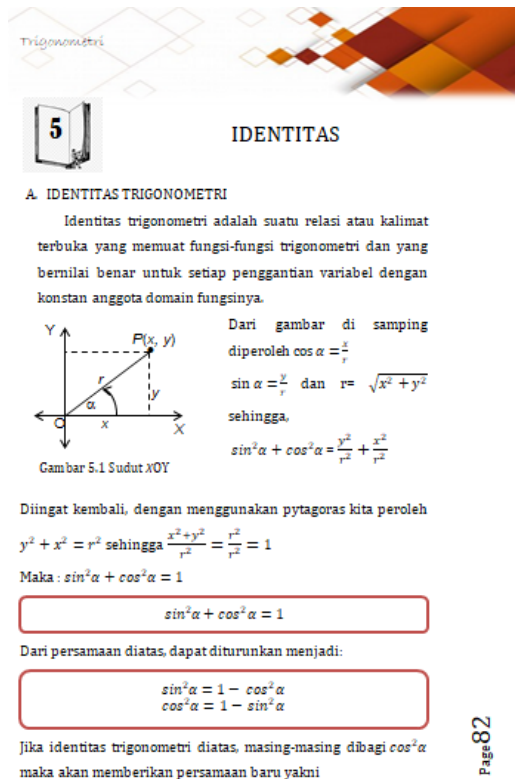 Trigonometri
5
IDENTITAS
A. IDENTITAS TRIGONOMETRI
Identitas trigonometri adalah suatu relasi atau kalimat
terbuka yang memuat fungsi-fungsi trigonometri dan yang
bernilai benar untuk setiap penggantian variabel dengan
konstan anggota domain fungsinya.
Y
P(x, y)
r
y
α
O
x
X
Gambar 5.1 Sudut XOY
Dari gambar di samping
diperoleh cos α = x/r
sin α = y/r dan r= √(x² + y²)
sehingga,
sin²α + cos²α = y²/r² + x²/r²
Diingat kembali, dengan menggunakan pytagoras kita peroleh
y² + x² = r² sehingga (x²+y²)/r² = r²/r² = 1
Maka : sin²α + cos²α = 1
sin²α + cos²α = 1
Dari persamaan diatas, dapat diturunkan menjadi:
sin²α = 1 − cos²α
cos²α = 1 − sin²α
Jika identitas trigonometri diatas, masing-masing dibagi cos²α
maka akan memberikan persamaan baru yakni
Page82